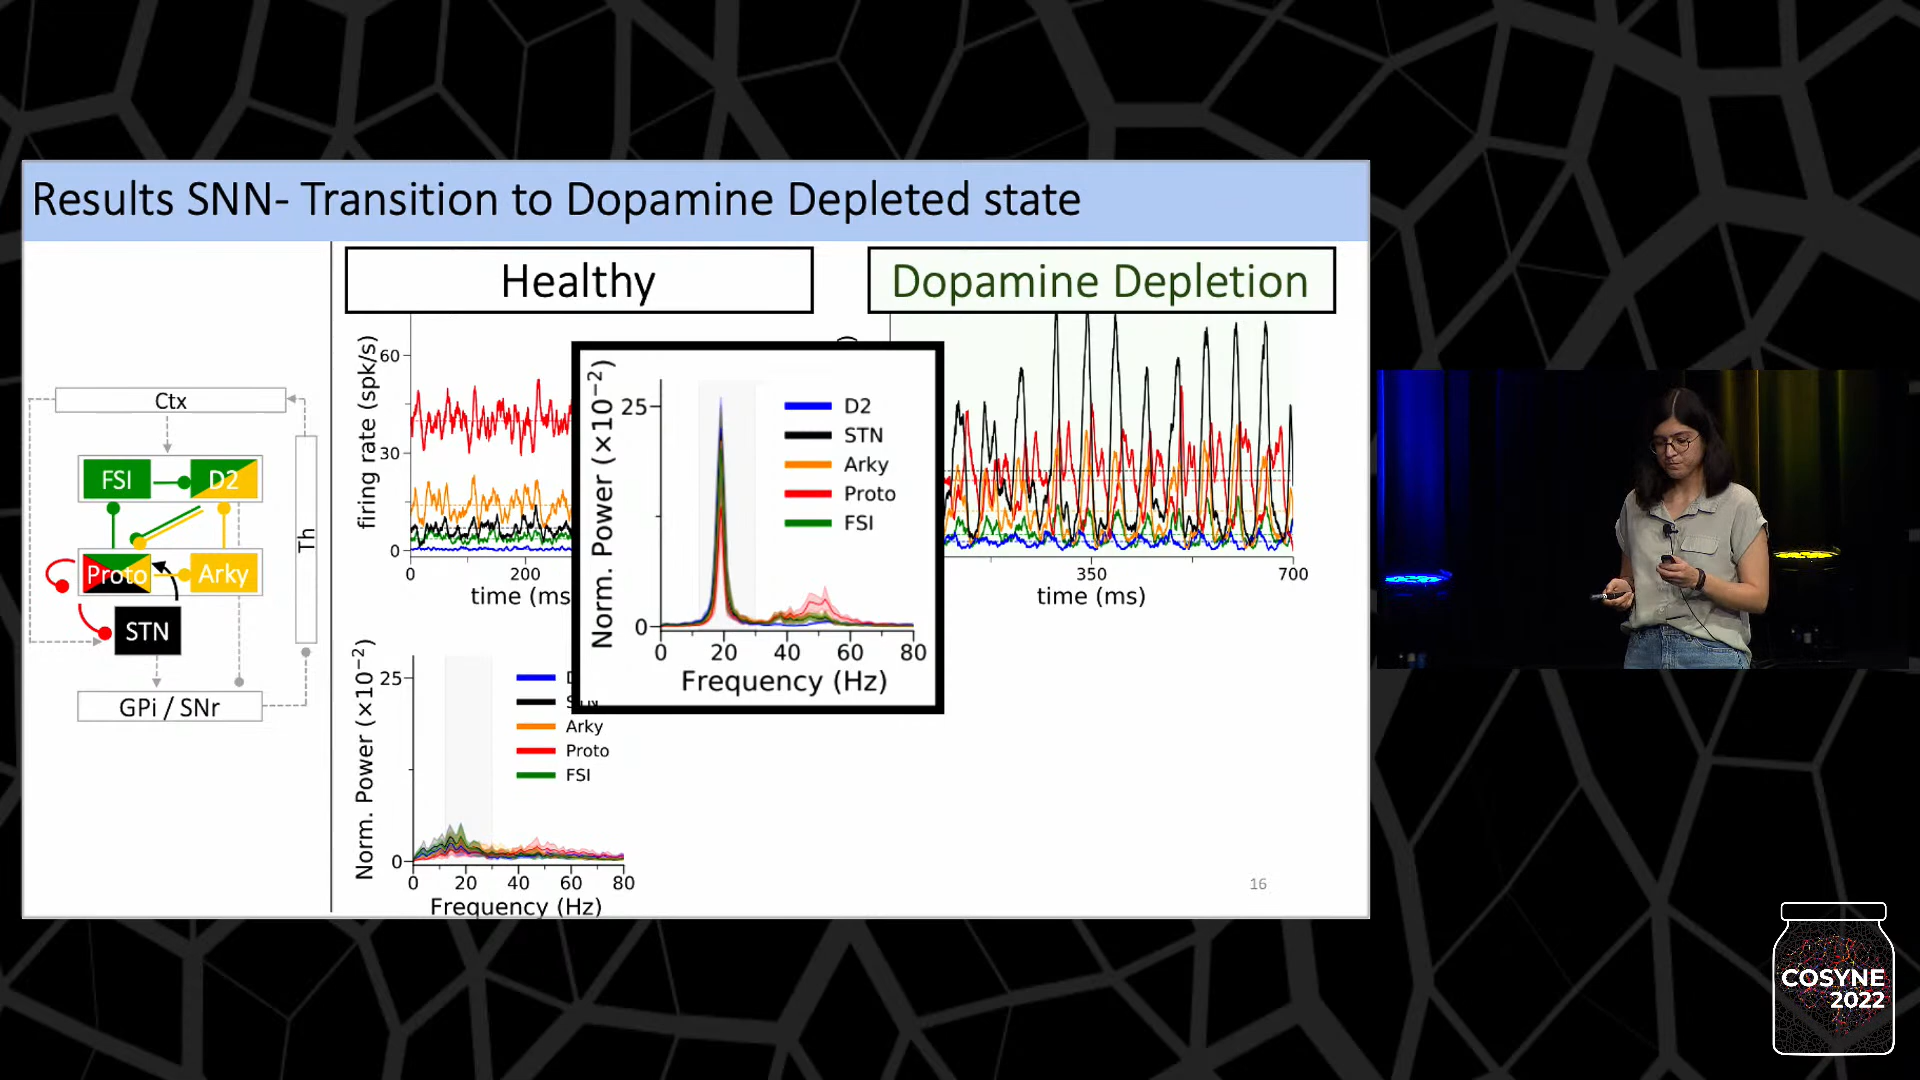 Results SNN- Transition to Dopamine Depleted state
Healthy
Dopamine Depletion
Ctx
FSI
D2
Th
Proto
Arky
STN
GPi / SNr
firing rate (spk/s)
60
30
0
0
200
time (ms
Norm. Power (×10⁻²)
25
0
D2
STN
Arky
Proto
FSI
0
20
40
60
80
Frequency (Hz)
)
350
700
time (ms)
Norm. Power (×10⁻²)
25
0
Arky
Proto
FSI
0
20
40
60
80
Frequency (Hz)
16
COSYNE
2022